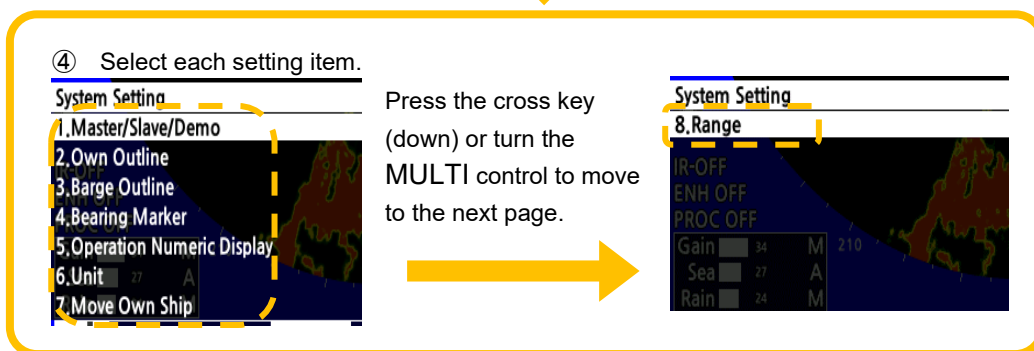 ④ Select each setting item.
System Setting
1.Master/Slave/Demo
2.Own Outline
3.Barge Outline
4.Bearing Marker
5.Operation Numeric Display
6.Unit
27 A
7.Move Own Ship
Press the cross key
(down) or turn the
MULTI control to move
to the next page.
System Setting
8.Range
IR-OFF
ENH OFF
PROC OFF
Gain 34 M 210
Sea 27 A
Rain 24 M